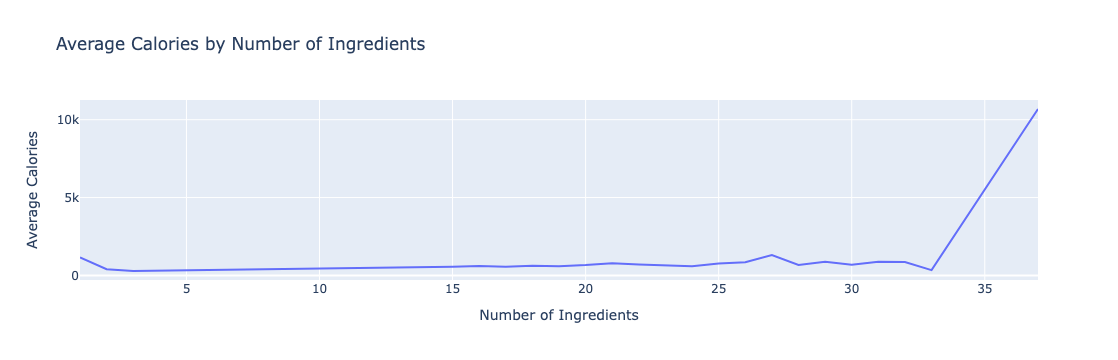 Average Calories by Number of Ingredients
Average Calories
10k
5k
0
5 10 15 20 25 30 35
Number of Ingredients